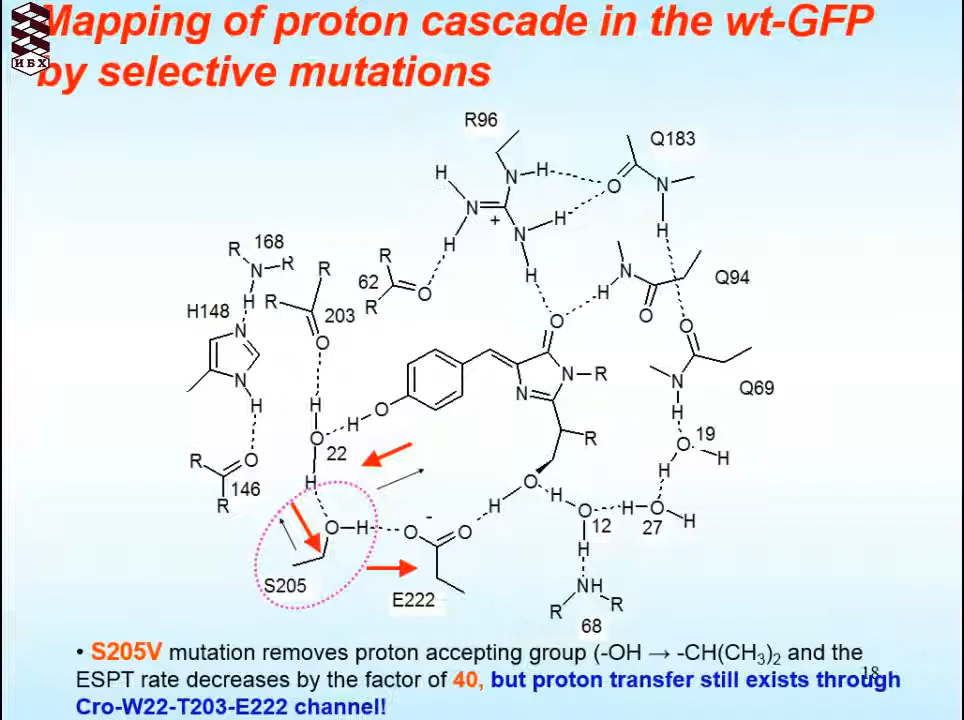 Mapping of proton cascade in the wt-GFP
ИБХ
by selective mutations
R96
Q183
H
N
H
O
N
N
+
H
N
H
H
R
168
N
R
R
R
62
O
H
N
Q94
H
H
R
H148
203
R
O
O
O
N
O
N
R
N
N
Q69
N
H
H
O
H
H
O
22
R
O
19
H
R
O
146
R
H
O
H
H
H
O
H
O
H
O
-
O
O
12
H
27
H
H
S205
E222
NH
R
R
68
• S205V mutation removes proton accepting group (-OH → -CH(CH₃)₂ and the
ESPT rate decreases by the factor of 40, but proton transfer still exists through
18
Cro-W22-T203-E222 channel!